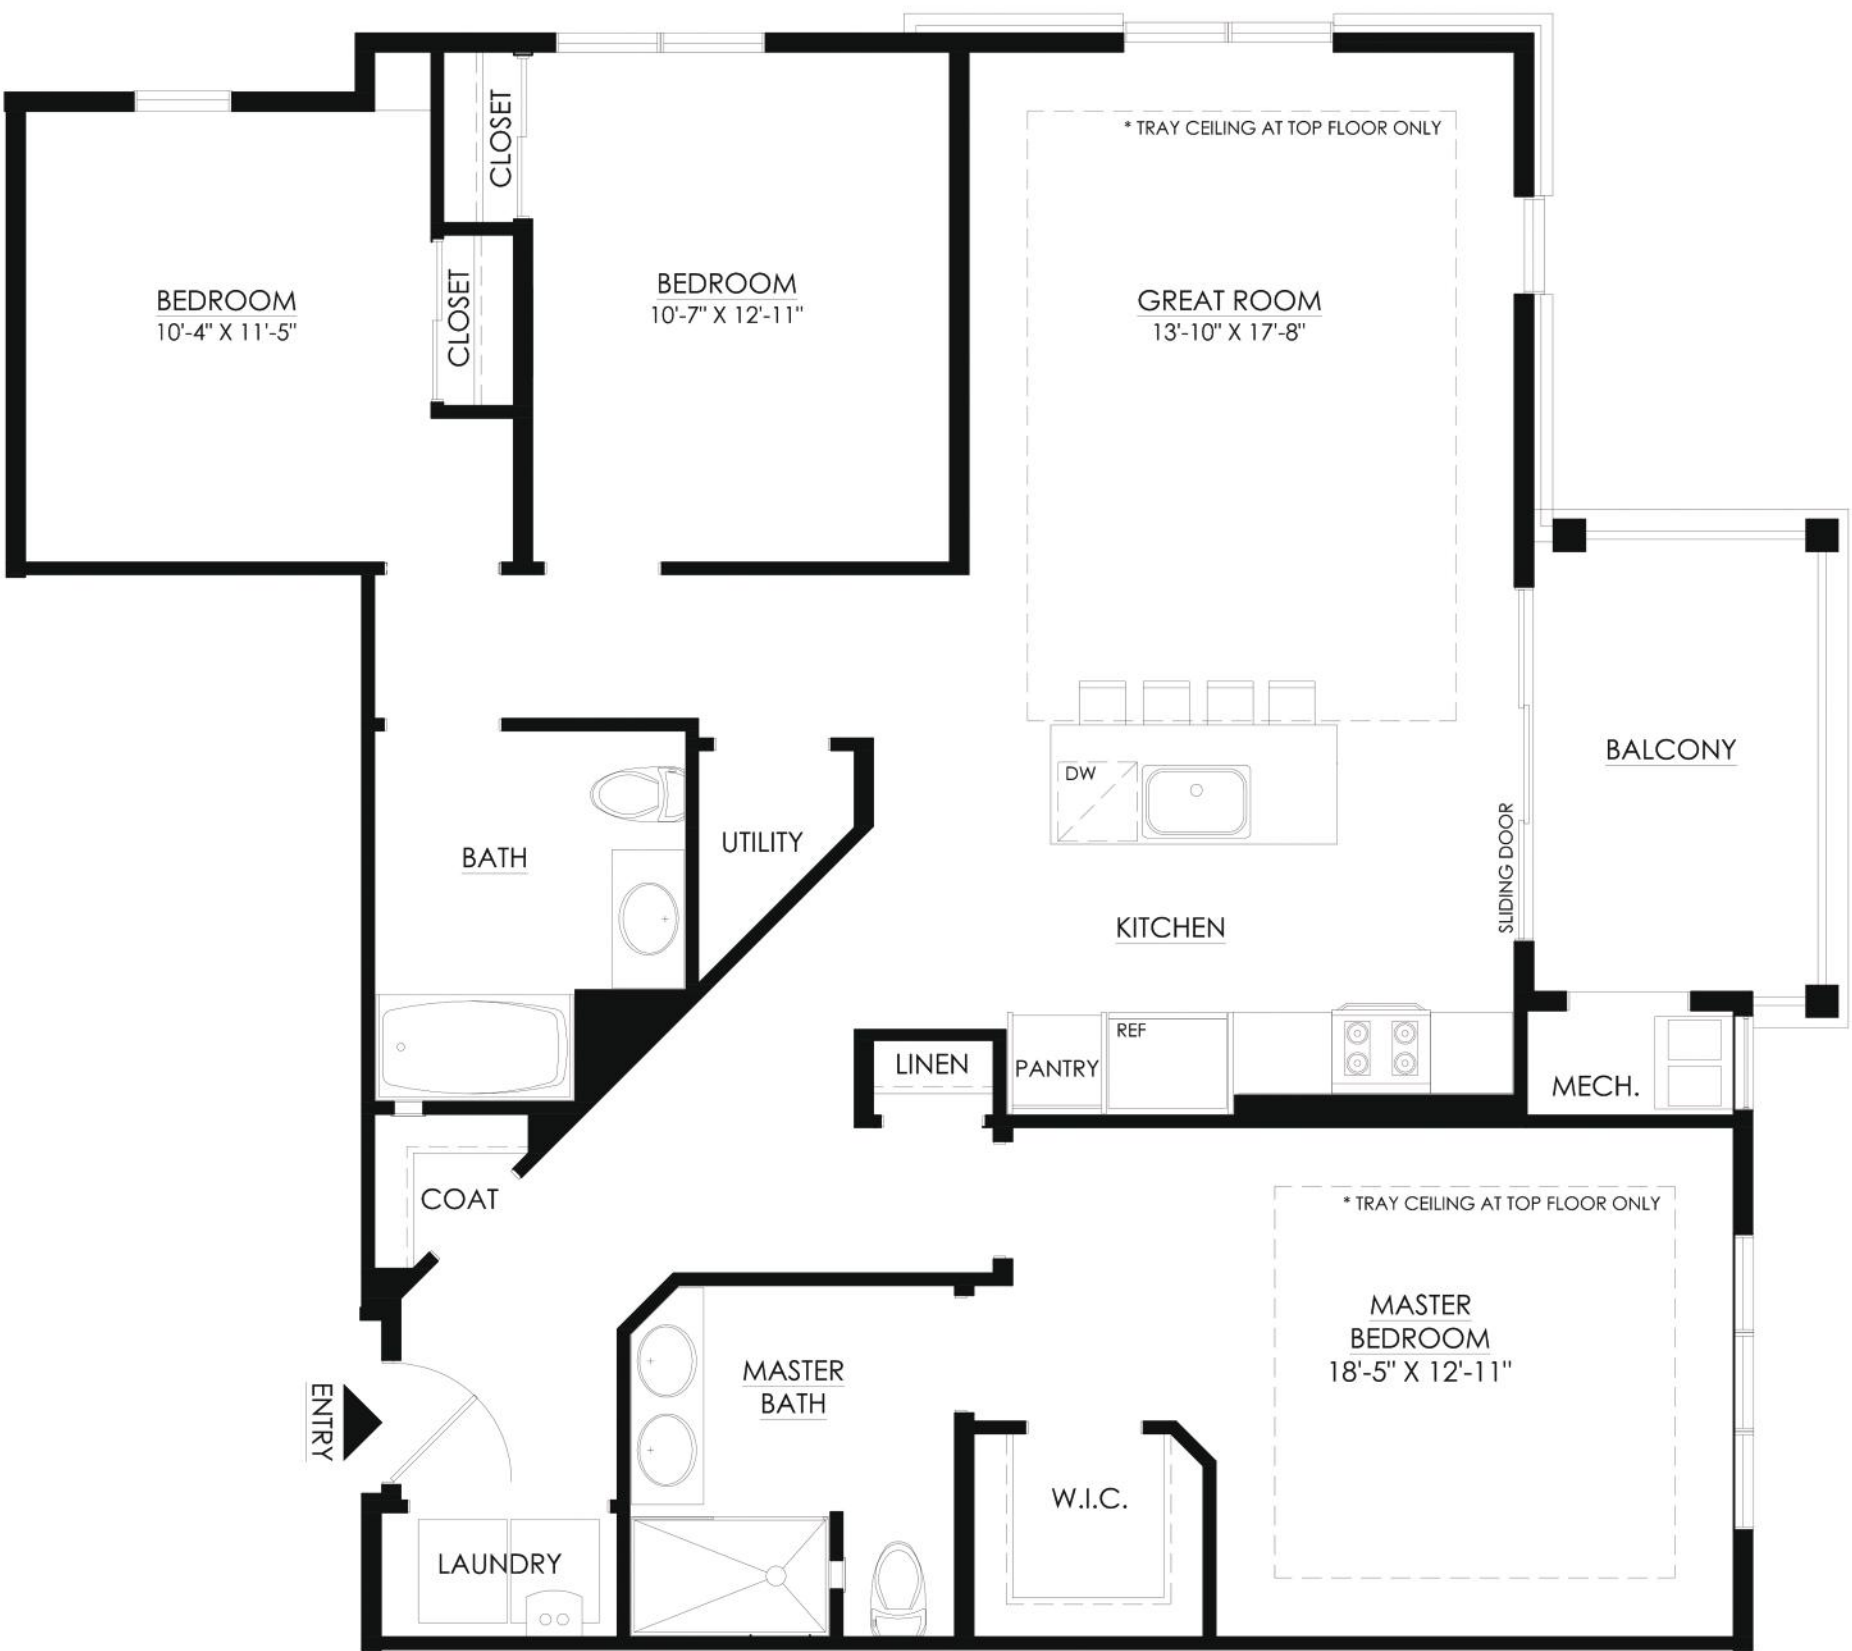 * TRAY CEILING AT TOP FLOOR ONLY
CLOSET
CLOSET
BEDROOM
10'-4" X 11'-5"
BEDROOM
10'-7" X 12'-11"
GREAT ROOM
13'-10" X 17'-8"
BALCONY
DW
SLIDING DOOR
UTILITY
BATH
KITCHEN
REF
LINEN
PANTRY
MECH.
COAT
* TRAY CEILING AT TOP FLOOR ONLY
MASTER
BEDROOM
18'-5" X 12'-11"
MASTER
BATH
ENTRY
W.I.C.
LAUNDRY